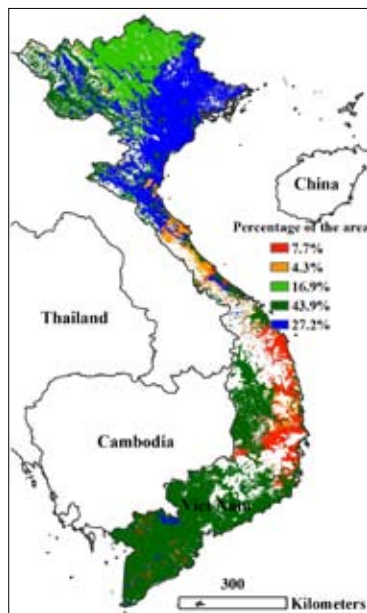 China
Percentage of the area
7.7%
4.3%
16.9%
43.9%
27.2%
Thailand
Cambodia
Viet Nam
300
Kilometers